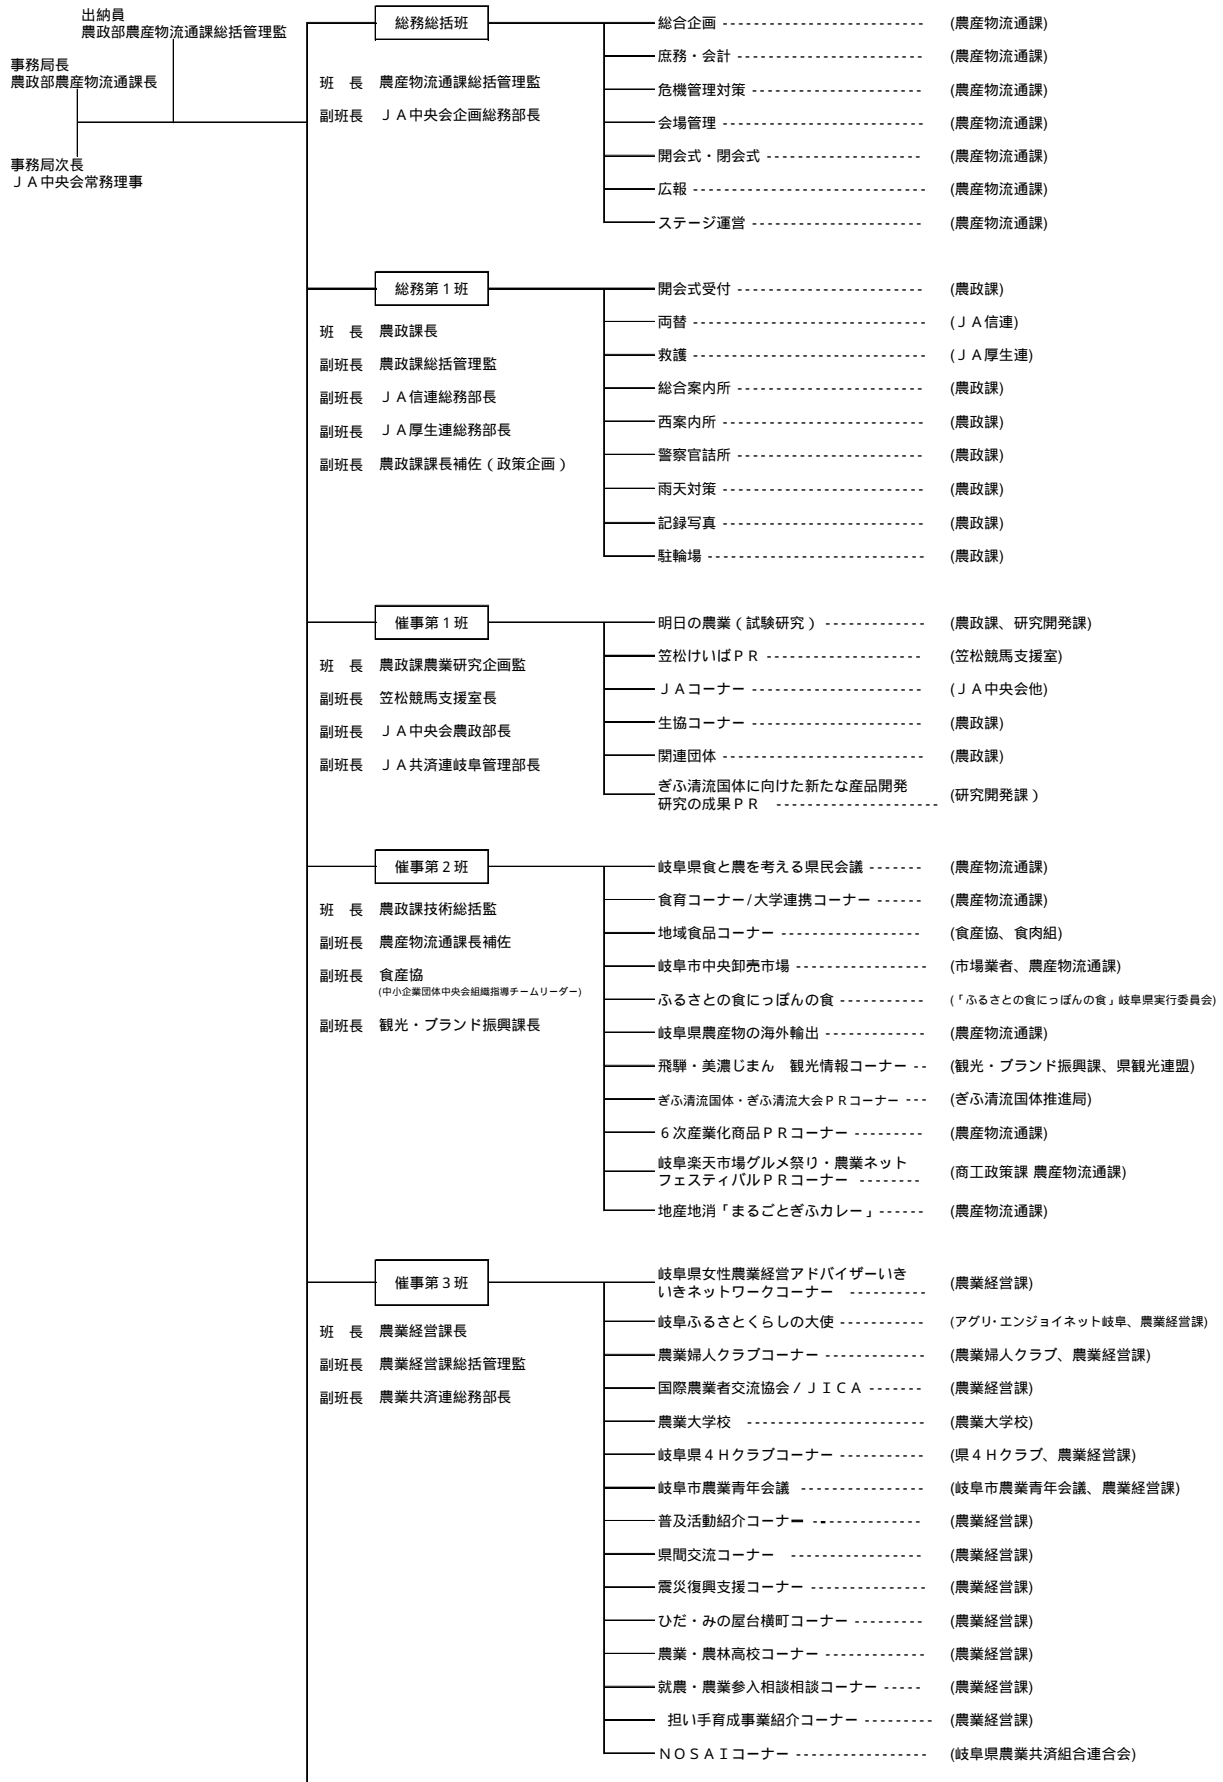 出納員
農政部農産物流通課総括管理監
事務局長
農政部農産物流通課長
事務局次長
ＪＡ中央会常務理事
総務総括班
班　長　農産物流通課総括管理監
副班長　ＪＡ中央会企画総務部長
総合企画 ------------------------ (農産物流通課)
庶務・会計 ---------------------- (農産物流通課)
危機管理対策 -------------------- (農産物流通課)
会場管理 ------------------------ (農産物流通課)
開会式・閉会式 ------------------- (農産物流通課)
広報 ---------------------------- (農産物流通課)
ステージ運営 --------------------- (農産物流通課)
総務第１班
班　長　農政課長
副班長　農政課総括管理監
副班長　ＪＡ信連総務部長
副班長　ＪＡ厚生連総務部長
副班長　農政課課長補佐（政策企画）
開会式受付 ----------------------- (農政課)
両替 ---------------------------- (ＪＡ信連)
救護 ---------------------------- (ＪＡ厚生連)
総合案内所 ----------------------- (農政課)
西案内所 ------------------------ (農政課)
警察官詰所 ----------------------- (農政課)
雨天対策 ------------------------ (農政課)
記録写真 ------------------------ (農政課)
駐輪場 -------------------------- (農政課)
催事第１班
班　長　農政課農業研究企画監
副班長　笠松競馬支援室長
副班長　ＪＡ中央会農政部長
副班長　ＪＡ共済連岐阜管理部長
明日の農業（試験研究） ------------ (農政課、研究開発課)
笠松けいばＰＲ ------------------- (笠松競馬支援室)
ＪＡコーナー --------------------- (ＪＡ中央会他)
生協コーナー --------------------- (農政課)
関連団体 ------------------------ (農政課)
ぎふ清流国体に向けた新たな産品開発
研究の成果ＰＲ ---------------------- (研究開発課）
催事第２班
班　長　農政課技術総括監
副班長　農産物流通課長補佐
副班長　食産協
(中小企業団体中央会組織指導チームリーダー)
副班長　観光・ブランド振興課長
岐阜県食と農を考える県民会議 ------- (農産物流通課)
食育コーナー/大学連携コーナー ------ (農産物流通課)
地域食品コーナー ----------------- (食産協、食肉組)
岐阜市中央卸売市場 ---------------- (市場業者、農産物流通課)
ふるさとの食にっぽんの食 ----------- (「ふるさとの食にっぽんの食」岐阜県実行委員会)
岐阜県農産物の海外輸出 ------------ (農産物流通課)
飛騨・美濃じまん　観光情報コーナー -- (観光・ブランド振興課、県観光連盟)
ぎふ清流国体・ぎふ清流大会ＰＲコーナー --- (ぎふ清流国体推進局)
６次産業化商品ＰＲコーナー --------- (農産物流通課)
岐阜楽天市場グルメ祭り・農業ネット
フェスティバルＰＲコーナー -------- (商工政策課 農産物流通課)
地産地消「まるごとぎふカレー」 ------ (農産物流通課)
催事第３班
班　長　農業経営課長
副班長　農業経営課総括管理監
副班長　農業共済連総務部長
岐阜県女性農業経営アドバイザーいき
いきネットワークコーナー ---------- (農業経営課)
岐阜ふるさとくらしの大使 ----------- (アグリ・エンジョイネット岐阜、農業経営課)
農業婦人クラブコーナー ------------ (農業婦人クラブ、農業経営課)
国際農業者交流協会／ＪＩＣＡ ------- (農業経営課)
農業大学校 ---------------------- (農業大学校)
岐阜県４Ｈクラブコーナー ----------- (県４Ｈクラブ、農業経営課)
岐阜市農業青年会議 --------------- (岐阜市農業青年会議、農業経営課)
普及活動紹介コーナー ------------- (農業経営課)
県間交流コーナー ---------------- (農業経営課)
震災復興支援コーナー -------------- (農業経営課)
ひだ・みの屋台横町コーナー --------- (農業経営課)
農業・農林高校コーナー ------------ (農業経営課)
就農・農業参入相談相談コーナー ----- (農業経営課)
担い手育成事業紹介コーナー --------- (農業経営課)
ＮＯＳＡＩコーナー ---------------- (岐阜県農業共済組合連合会)